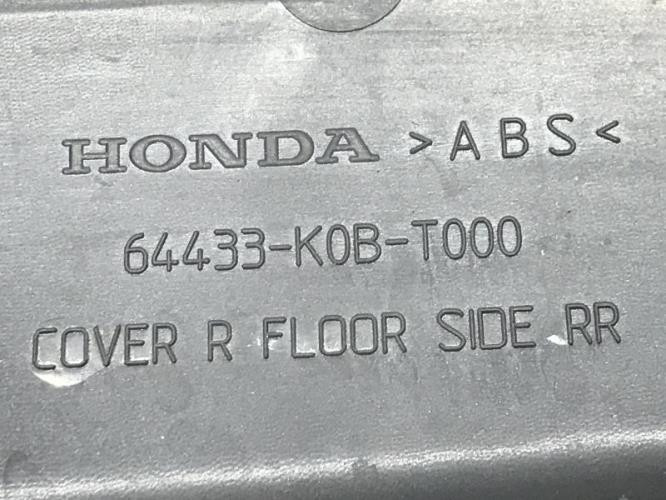 HONDA >ABS<
64433-K0B-T000
COVER R FLOOR SIDE RR